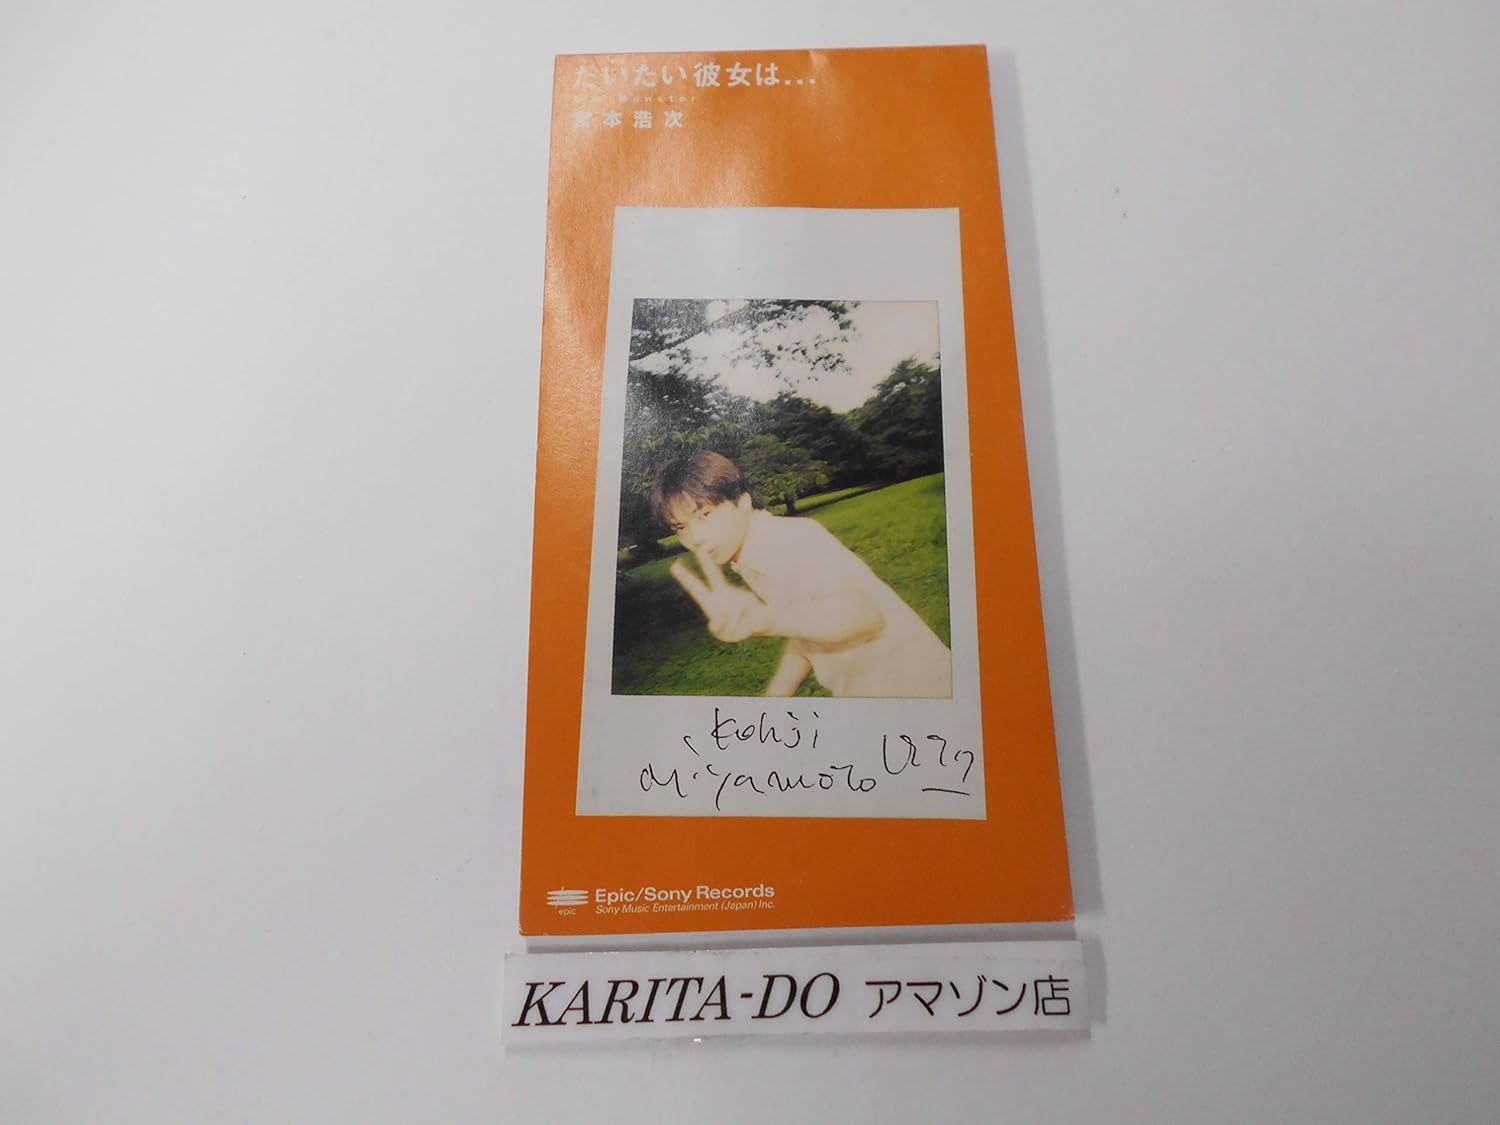 だいたい彼女は...
宮本浩次
Kohji
Miyamoto
epic
Epic/Sony Records
Sony Music Entertainment (Japan) Inc.
KARITA-DO アマゾン店